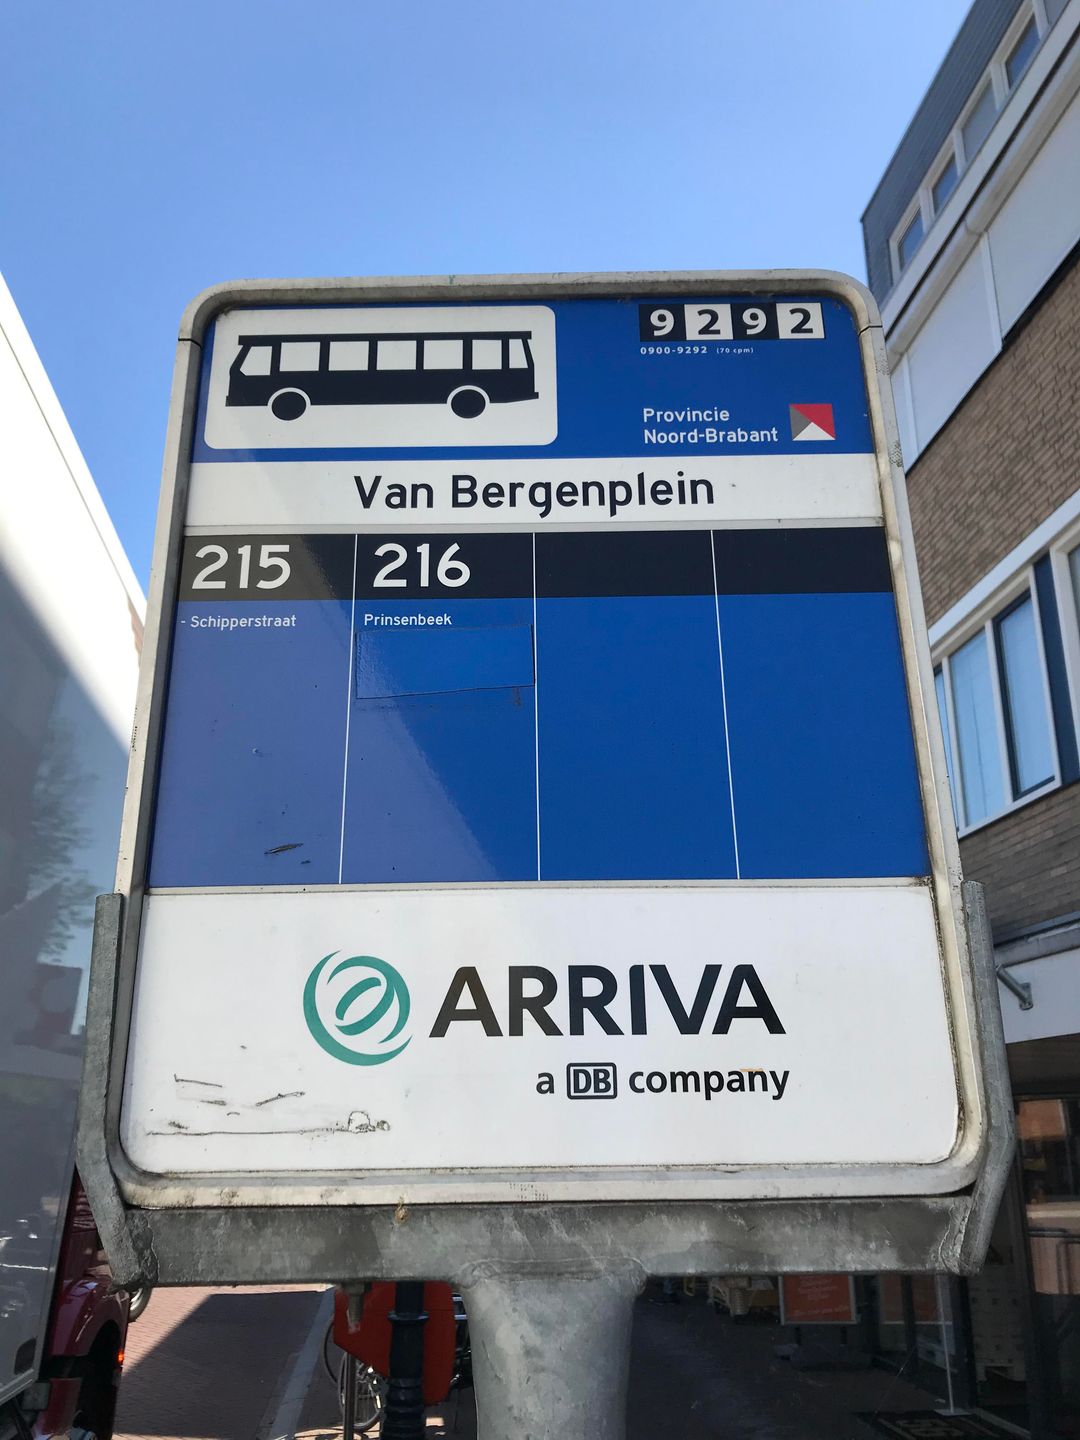 9292
0900-9292 (70 cpm)
Provincie
Noord-Brabant
Van Bergenplein
215
216
- Schipperstraat
Prinsenbeek
ARRIVA
a DB company